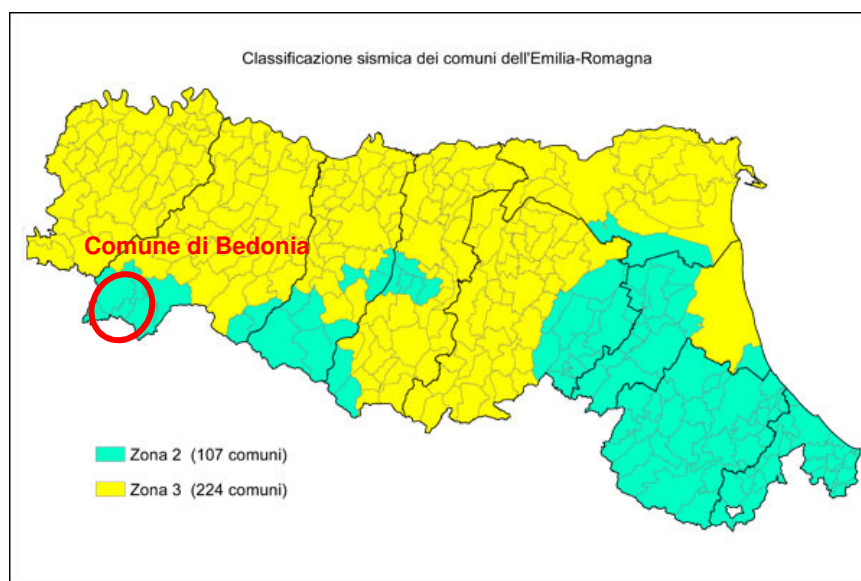 Classificazione sismica dei comuni dell'Emilia-Romagna
Comune di Bedonia
Zona 2 (107 comuni)
Zona 3 (224 comuni)